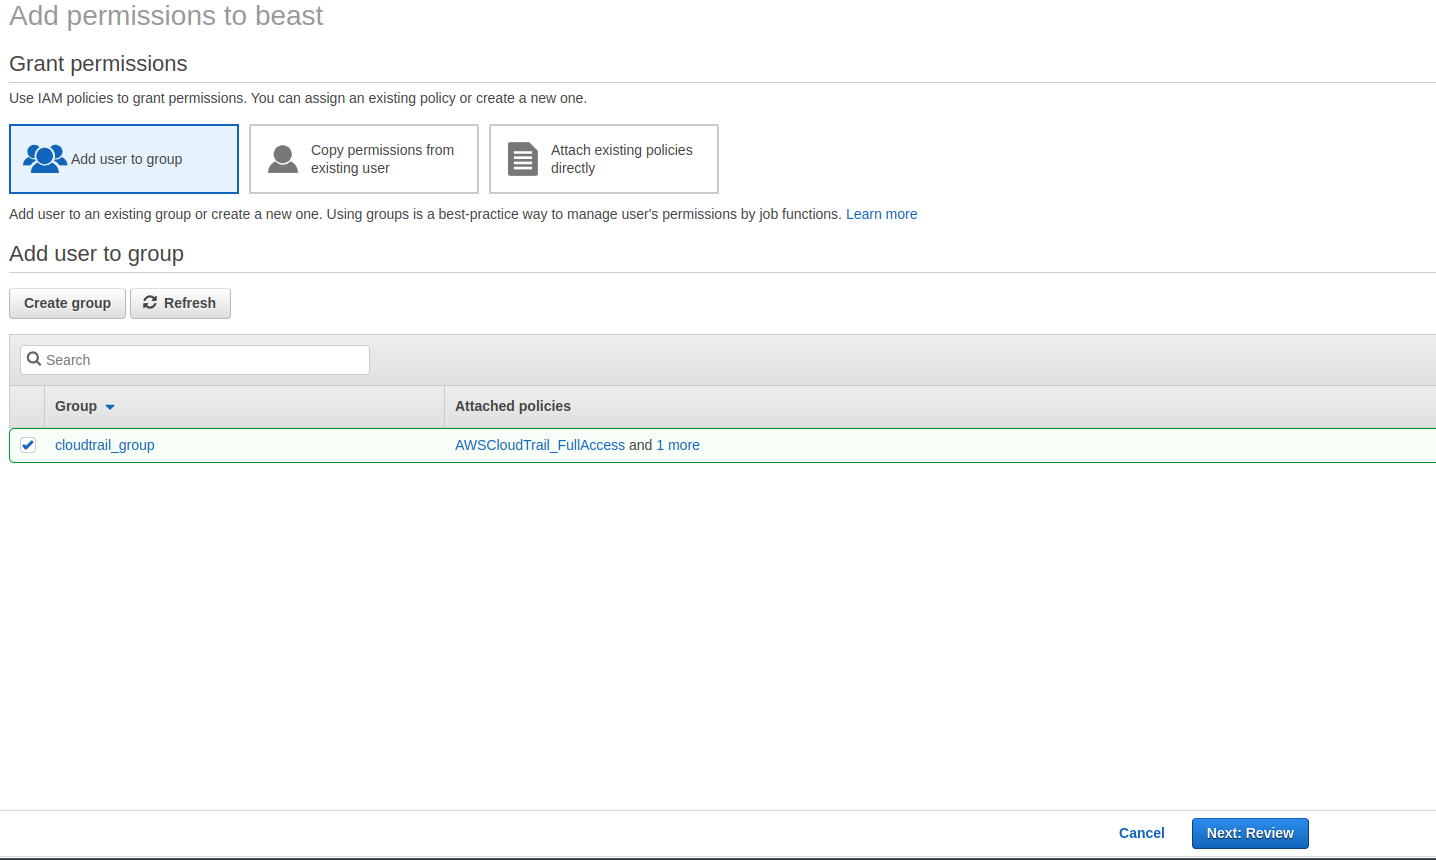 Add permissions to beast
Grant permissions
Use IAM policies to grant permissions. You can assign an existing policy or create a new one.
Add user to group
Copy permissions from
existing user
Attach existing policies
directly
Add user to an existing group or create a new one. Using groups is a best-practice way to manage user's permissions by job functions. Learn more
Add user to group
Create group Refresh
Search
Group Attached policies
cloudtrail_group AWSCloudTrail_FullAccess and 1 more
Cancel Next: Review